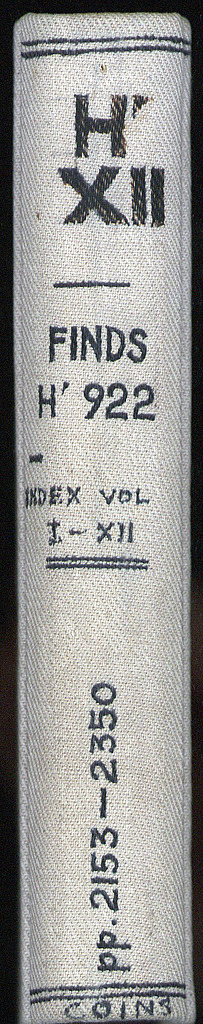 H'
XII
FINDS
H' 922
INDEX VOL
I - XII
pp. 2153 - 2350
COINS